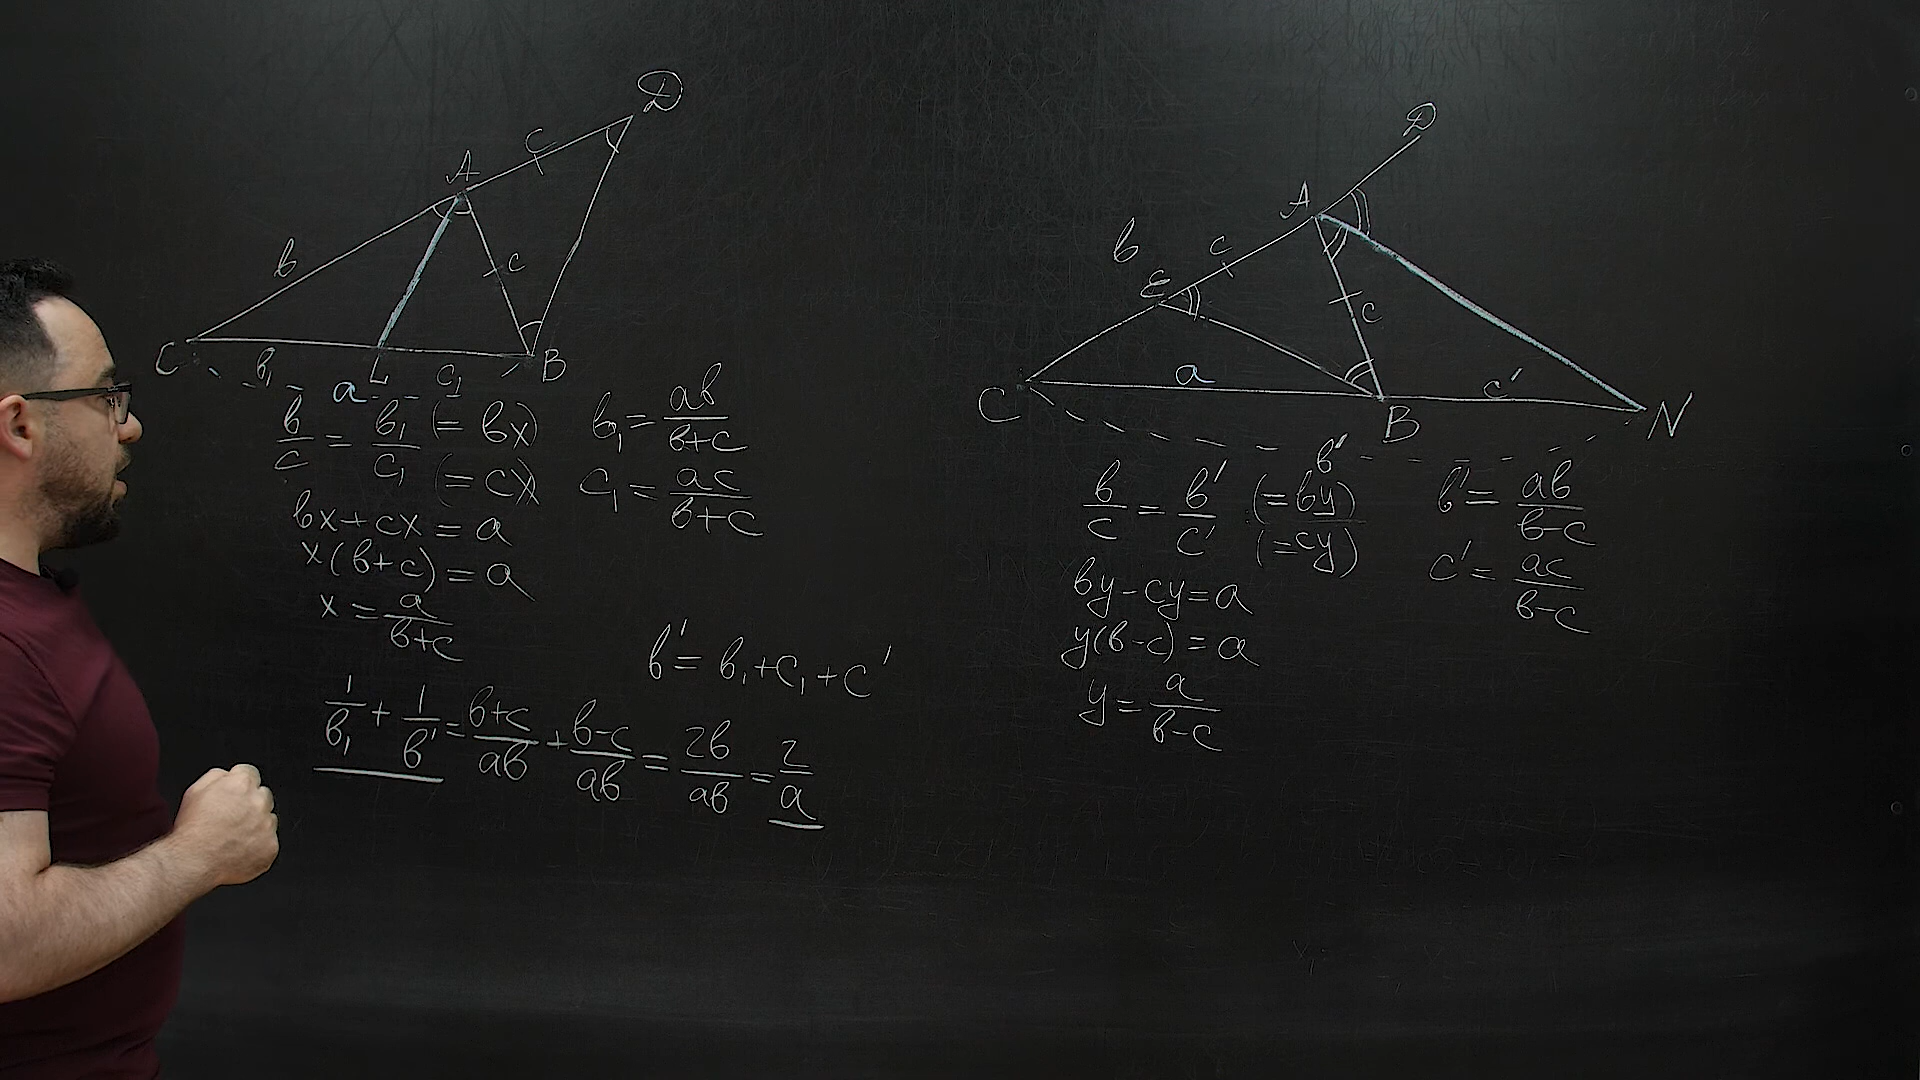 D
A
c
b
c
C
b₁
L
c₁
B
a
b/c = b₁/c₁ (= bx) (= cx)
bx + cx = a
x(b+c) = a
x = a/(b+c)
b₁ = ab/(b+c)
c₁ = ac/(b+c)
b' = b₁ + c₁ + c'
1/b₁ + 1/b' = (b+c)/ab + (b-c)/ab = 2b/ab = 2/a
D
A
b
c
E
c
C
a
B
c'
N
b'
b/c = b'/c' (= by) (= cy)
by - cy = a
y(b-c) = a
y = a/(b-c)
b' = ab/(b-c)
c' = ac/(b-c)